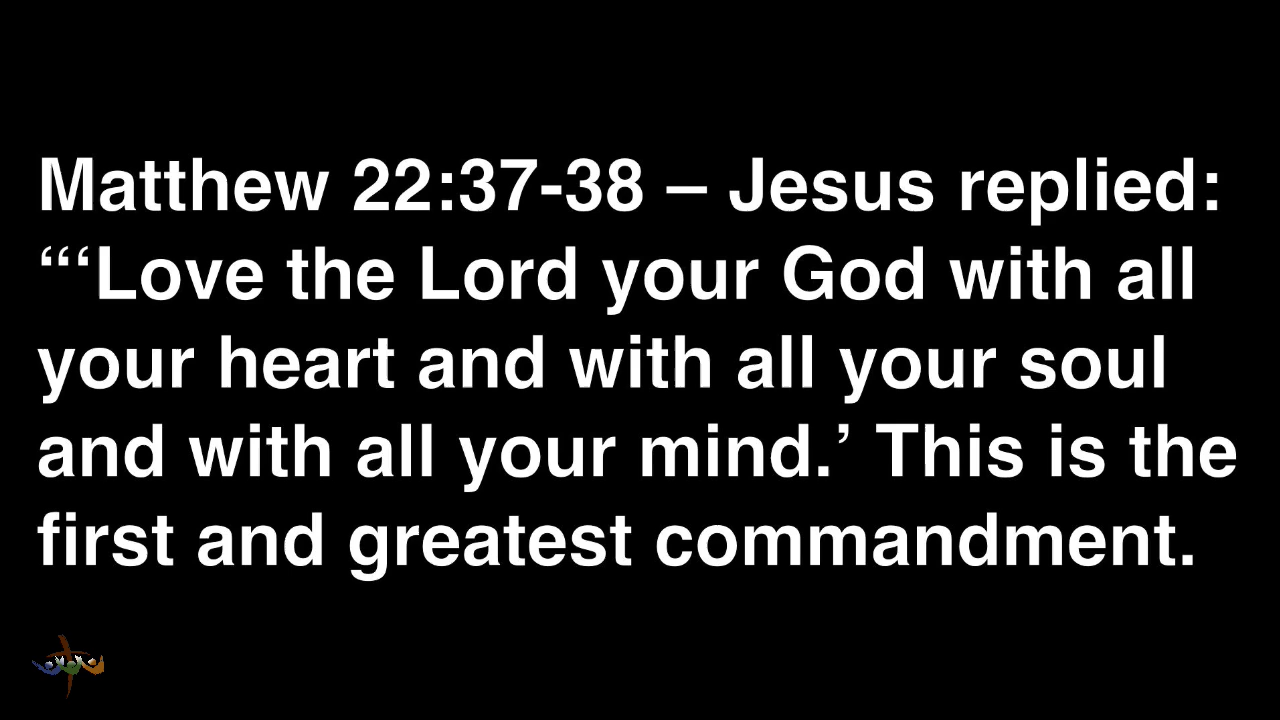 Matthew 22:37-38 – Jesus replied:
“‘‘Love the Lord your God with all
your heart and with all your soul
and with all your mind.’ This is the
first and greatest commandment.